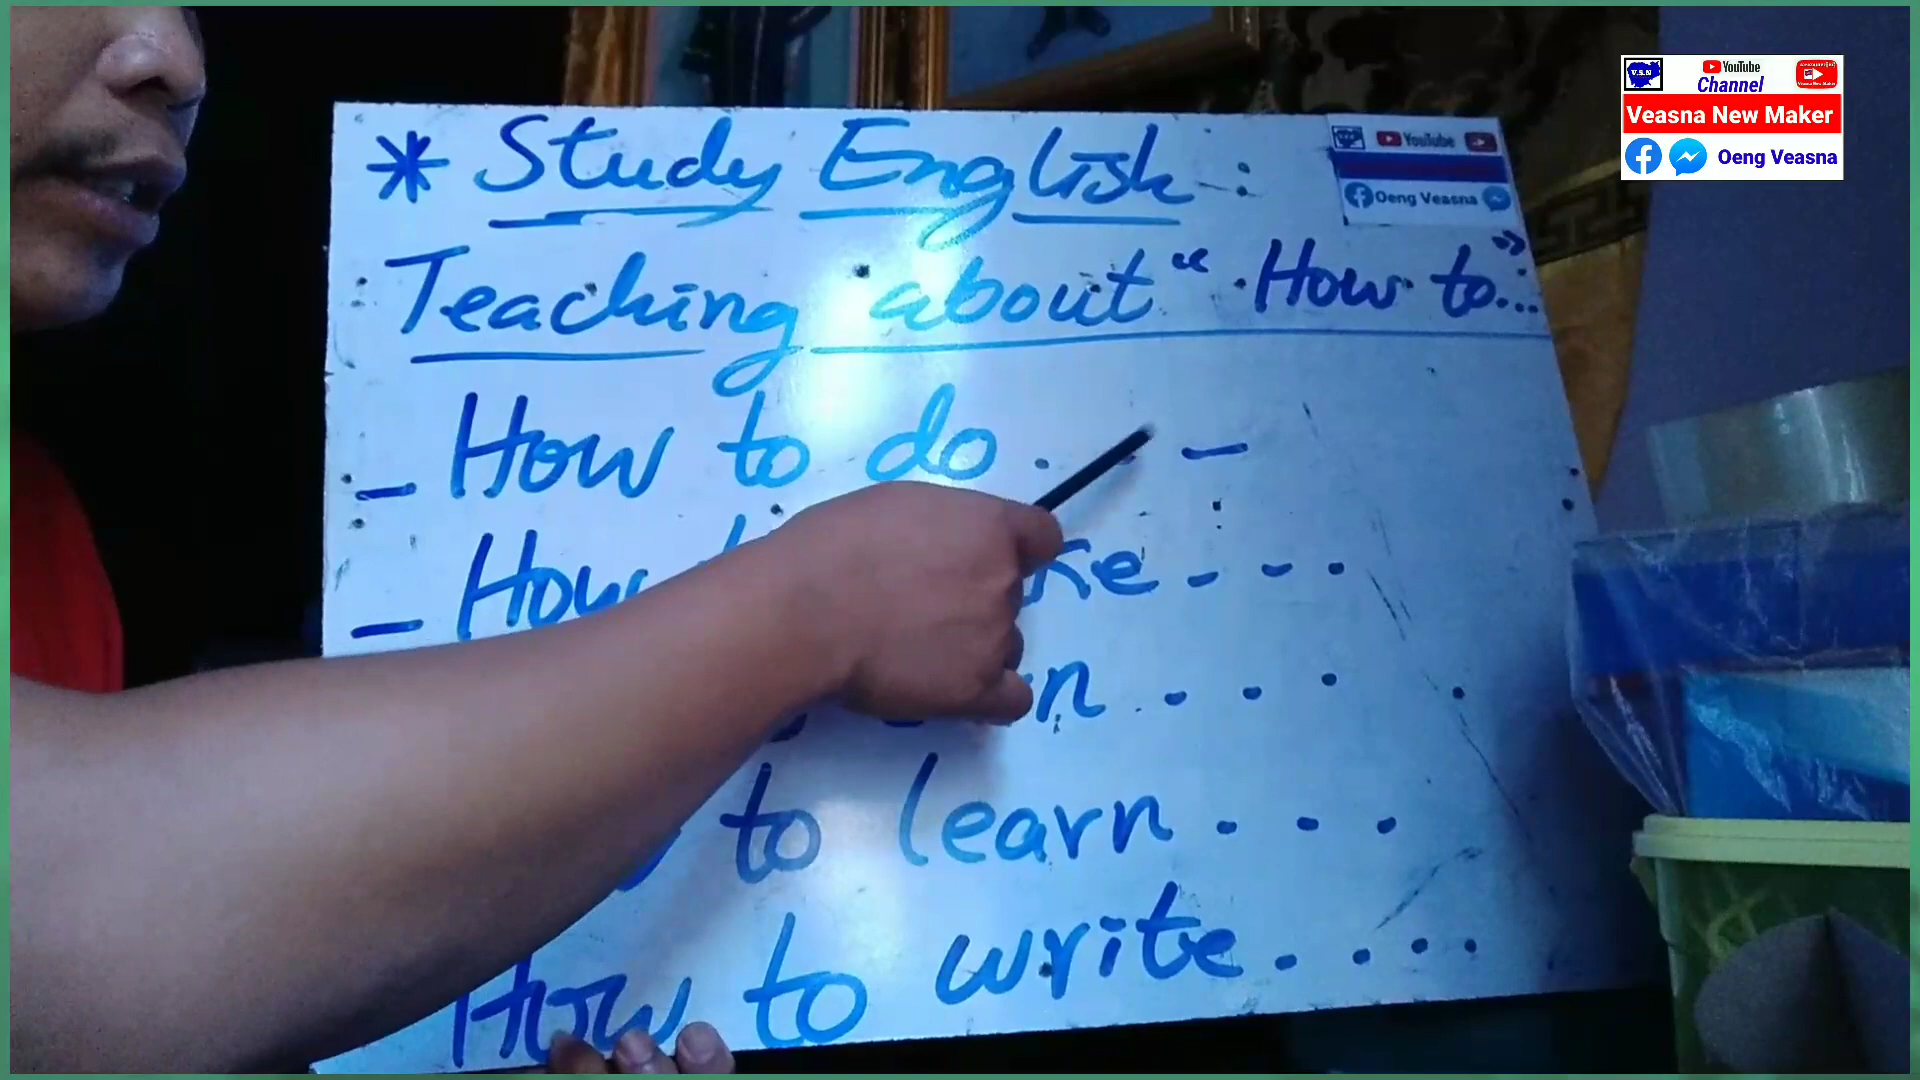 V.S.N
YouTube
Channel
Veasna New Maker
Oeng Veasna
* Study English :
YouTube
Oeng Veasna
Teaching about “ How to... ”
- How to do . . -
- How ke - - -
n . . . .
to learn . . .
How to write . . . .